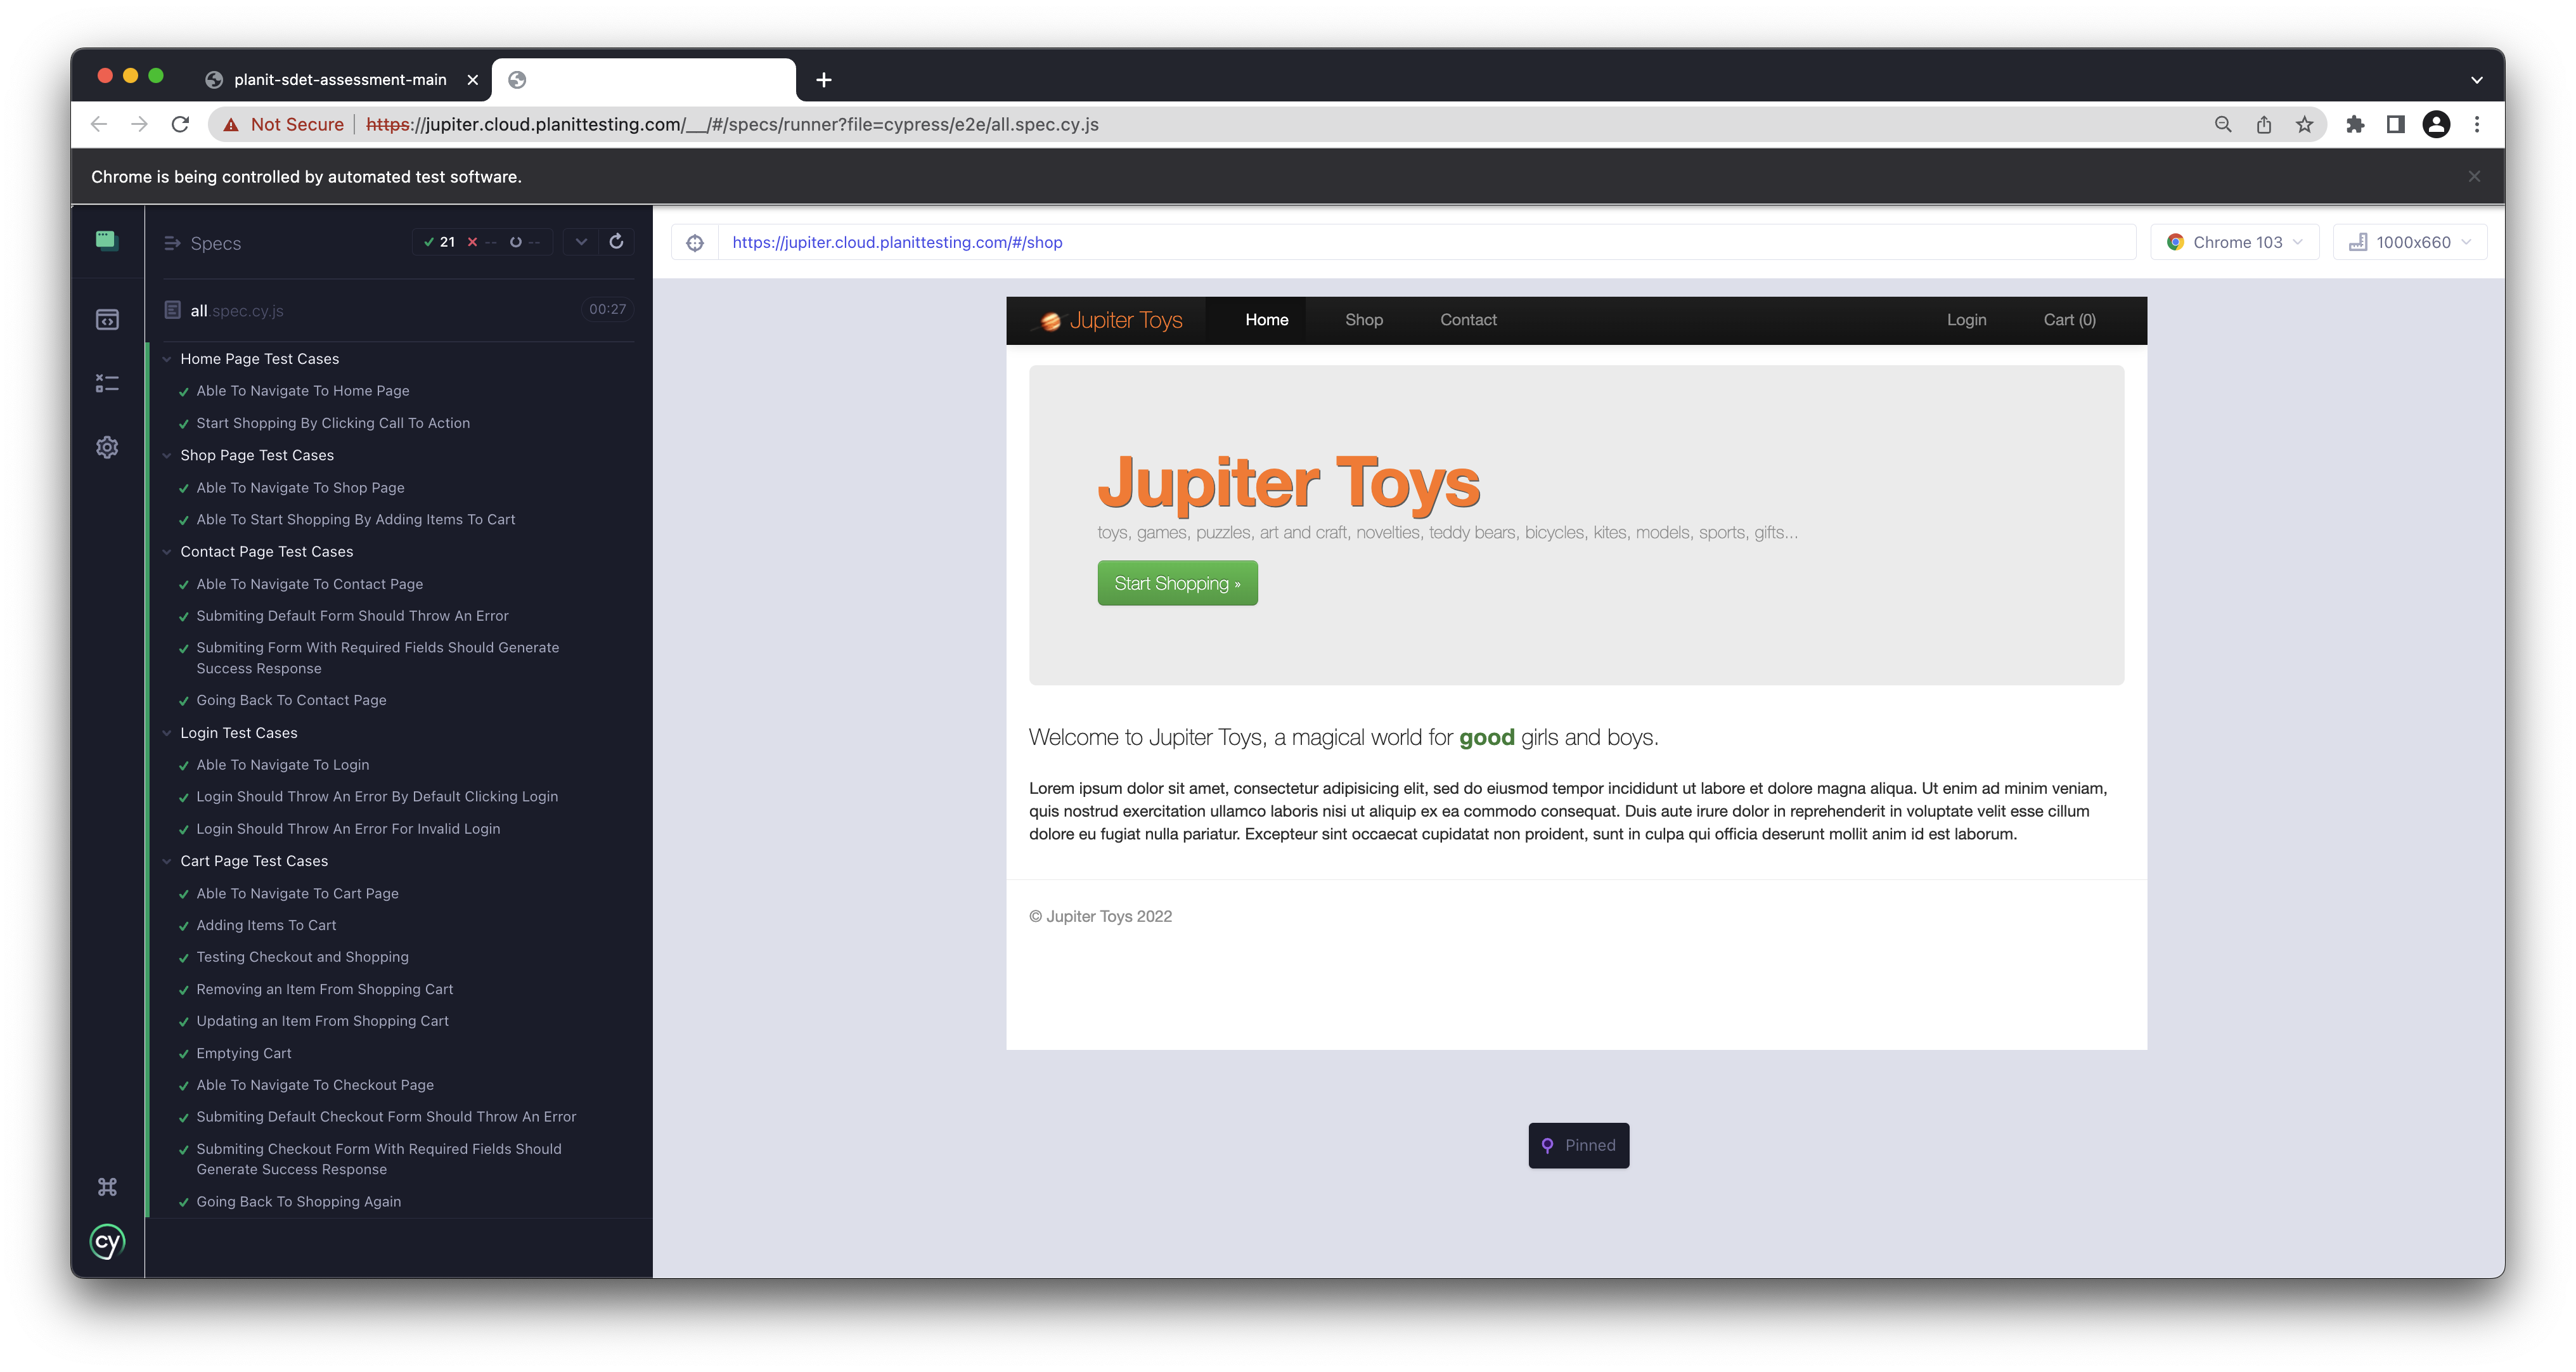 planit-sdet-assessment-main
Not Secure | https://jupiter.cloud.planittesting.com/__/#/specs/runner?file=cypress/e2e/all.spec.cy.js
Chrome is being controlled by automated test software.
Specs
21 -- --
https://jupiter.cloud.planittesting.com/#/shop
Chrome 103
1000x660
all.spec.cy.js
00:27
Home Page Test Cases
Able To Navigate To Home Page
Start Shopping By Clicking Call To Action
Shop Page Test Cases
Able To Navigate To Shop Page
Able To Start Shopping By Adding Items To Cart
Contact Page Test Cases
Able To Navigate To Contact Page
Submiting Default Form Should Throw An Error
Submiting Form With Required Fields Should Generate
Success Response
Going Back To Contact Page
Login Test Cases
Able To Navigate To Login
Login Should Throw An Error By Default Clicking Login
Login Should Throw An Error For Invalid Login
Cart Page Test Cases
Able To Navigate To Cart Page
Adding Items To Cart
Testing Checkout and Shopping
Removing an Item From Shopping Cart
Updating an Item From Shopping Cart
Emptying Cart
Able To Navigate To Checkout Page
Submiting Default Checkout Form Should Throw An Error
Submiting Checkout Form With Required Fields Should
Generate Success Response
Going Back To Shopping Again
cy
Jupiter Toys
Home
Shop
Contact
Login
Cart (0)
Jupiter Toys
toys, games, puzzles, art and craft, novelties, teddy bears, bicycles, kites, models, sports, gifts...
Start Shopping »
Welcome to Jupiter Toys, a magical world for good girls and boys.
Lorem ipsum dolor sit amet, consectetur adipisicing elit, sed do eiusmod tempor incididunt ut labore et dolore magna aliqua. Ut enim ad minim veniam,
quis nostrud exercitation ullamco laboris nisi ut aliquip ex ea commodo consequat. Duis aute irure dolor in reprehenderit in voluptate velit esse cillum
dolore eu fugiat nulla pariatur. Excepteur sint occaecat cupidatat non proident, sunt in culpa qui officia deserunt mollit anim id est laborum.
© Jupiter Toys 2022
Pinned